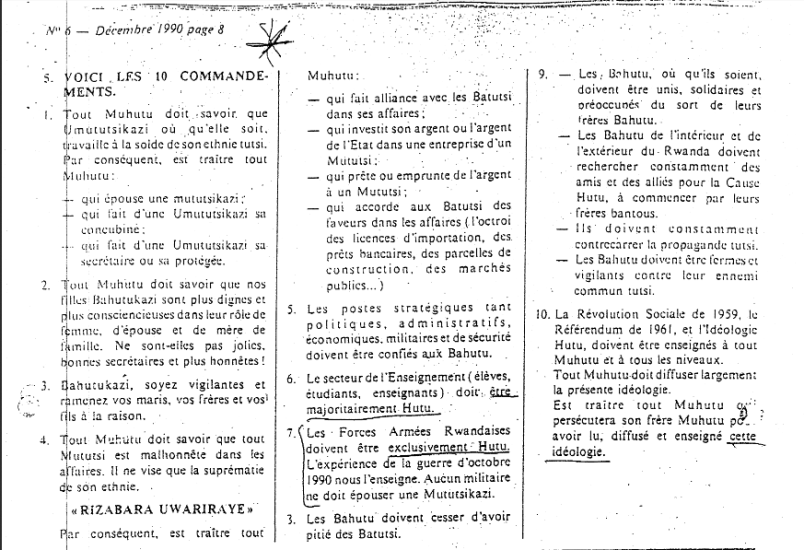 Nº 6 — Décembre 1990 page 8
5. VOICI LES 10 COMMANDE-
MENTS.
1. Tout Muhutu doit savoir que
Umututsikazi où qu'elle soit,
travaille à la solde de son ethnie tutsi.
Par conséquent, est traître tout
Muhutu:
— qui épouse une mututsikazi;
— qui fait d'une Umututsikazi sa
concubine;
— qui fait d'une Umututsikazi sa
secrétaire ou sa protégée.
2. Tout Muhutu doit savoir que nos
filles Bahutukazi sont plus dignes et
plus consciencieuses dans leur rôle de
femme, d'épouse et de mère de
famille. Ne sont-elles pas jolies,
bonnes secrétaires et plus honnêtes!
3. Bahutukazi, soyez vigilantes et
ramenez vos maris, vos frères et vos
fils à la raison.
4. Tout Muhutu doit savoir que tout
Mututsi est malhonnête dans les
affaires. Il ne vise que la suprématie
de son ethnie.
«RIZABARA UWARIRAYE»
Par conséquent, est traître tout
Muhutu:
— qui fait alliance avec les Batutsi
dans ses affaires;
— qui investit son argent ou l'argent
de l'Etat dans une entreprise d'un
Mututsi;
— qui prête ou emprunte de l'argent
à un Mututsi;
— qui accorde aux Batutsi des
faveurs dans les affaires (l'octroi
des licences d'importation, des
prêts bancaires, des parcelles de
construction, des marchés
publics...)
5. Les postes stratégiques tant
politiques, administratifs,
économiques, militaires et de sécurité
doivent être confiés aux Bahutu.
6. Le secteur de l'Enseignement (élèves,
étudiants, enseignants) doit être
majoritairement Hutu.
7. Les Forces Armées Rwandaises
doivent être exclusivement Hutu.
L'expérience de la guerre d'octobre
1990 nous l'enseigne. Aucun militaire
ne doit épouser une Mututsikazi.
3. Les Bahutu doivent cesser d'avoir
pitié des Batutsi.
9. — Les Bahutu, où qu'ils soient,
doivent être unis, solidaires et
préoccupés du sort de leurs
frères Bahutu.
— Les Bahutu de l'intérieur et de
l'extérieur du Rwanda doivent
rechercher constamment des
amis et des alliés pour la Cause
Hutu, à commencer par leurs
frères bantous.
— Ils doivent constamment
contrecarrer la propagande tutsi.
— Les Bahutu doivent être fermes et
vigilants contre leur ennemi
commun tutsi.
10. La Révolution Sociale de 1959, le
Référendum de 1961, et l'Idéologie
Hutu, doivent être enseignés à tout
Muhutu et à tous les niveaux.
Tout Muhutu doit diffuser largement
la présente idéologie.
Est traître tout Muhutu qui
persécutera son frère Muhutu
avoir lu, diffusé et enseigné cette
idéologie.